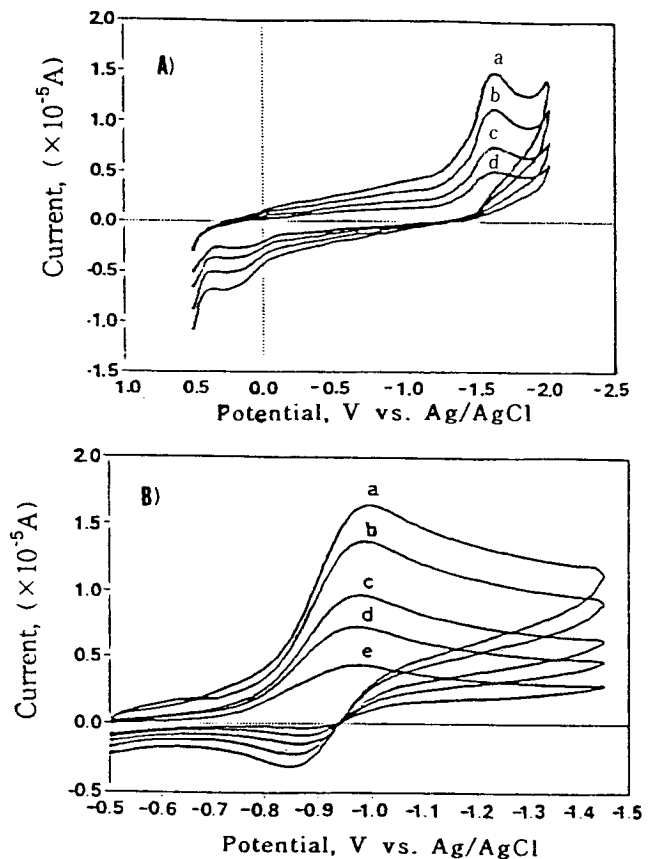 A)
Current, (×10⁻⁵A)
2.0
1.5
1.0
0.5
0.0
-0.5
-1.0
-1.5
a
b
c
d
1.0 0.5 0.0 -0.5 -1.0 -1.5 -2.0 -2.5
Potential, V vs. Ag/AgCl
B)
Current, (×10⁻⁵A)
2.0
1.5
1.0
0.5
0.0
-0.5
a
b
c
d
e
-0.5 -0.6 -0.7 -0.8 -0.9 -1.0 -1.1 -1.2 -1.3 -1.4 -1.5
Potential, V vs. Ag/AgCl